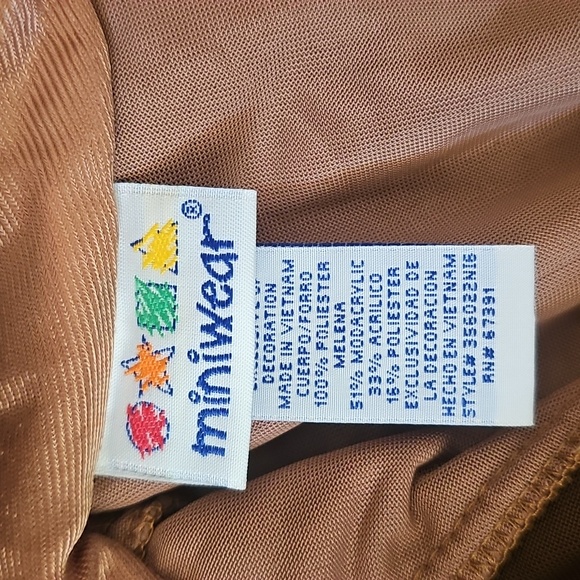 miniwear®
DECORATION
MADE IN VIETNAM
CUERPO/FORRO
100% POLIESTER
MELENA
51% MODACRYLIC
33% ACRILICO
16% POLIESTER
EXCLUSIVIDAD DE
LA DECORACION
HECHO EN VIETNAM
STYLE# 356022N16
RN# 67391